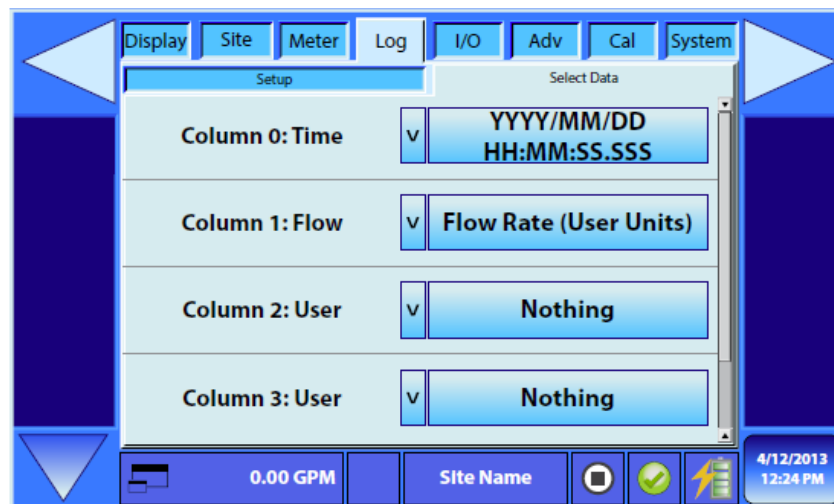 Display Site Meter Log I/O Adv Cal System
Setup Select Data
Column 0: Time v YYYY/MM/DD
HH:MM:SS.SSS
Column 1: Flow v Flow Rate (User Units)
Column 2: User v Nothing
Column 3: User v Nothing
0.00 GPM SIte Name 4/12/2013
12:24 PM